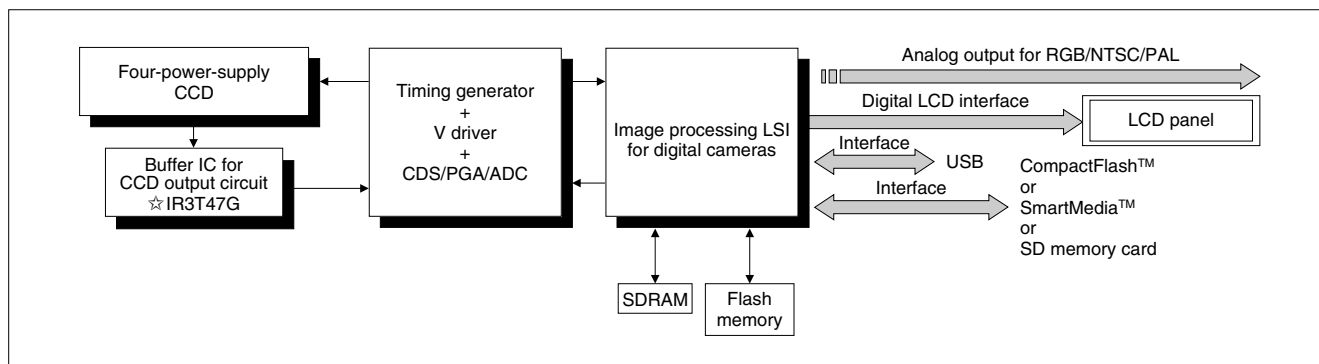 Four-power-supply
CCD
Buffer IC for
CCD output circuit
☆IR3T47G
Timing generator
+
V driver
+
CDS/PGA/ADC
Image processing LSI
for digital cameras
SDRAM
Flash
memory
Analog output for RGB/NTSC/PAL
Digital LCD interface
LCD panel
Interface
USB
Interface
CompactFlash™
or
SmartMedia™
or
SD memory card